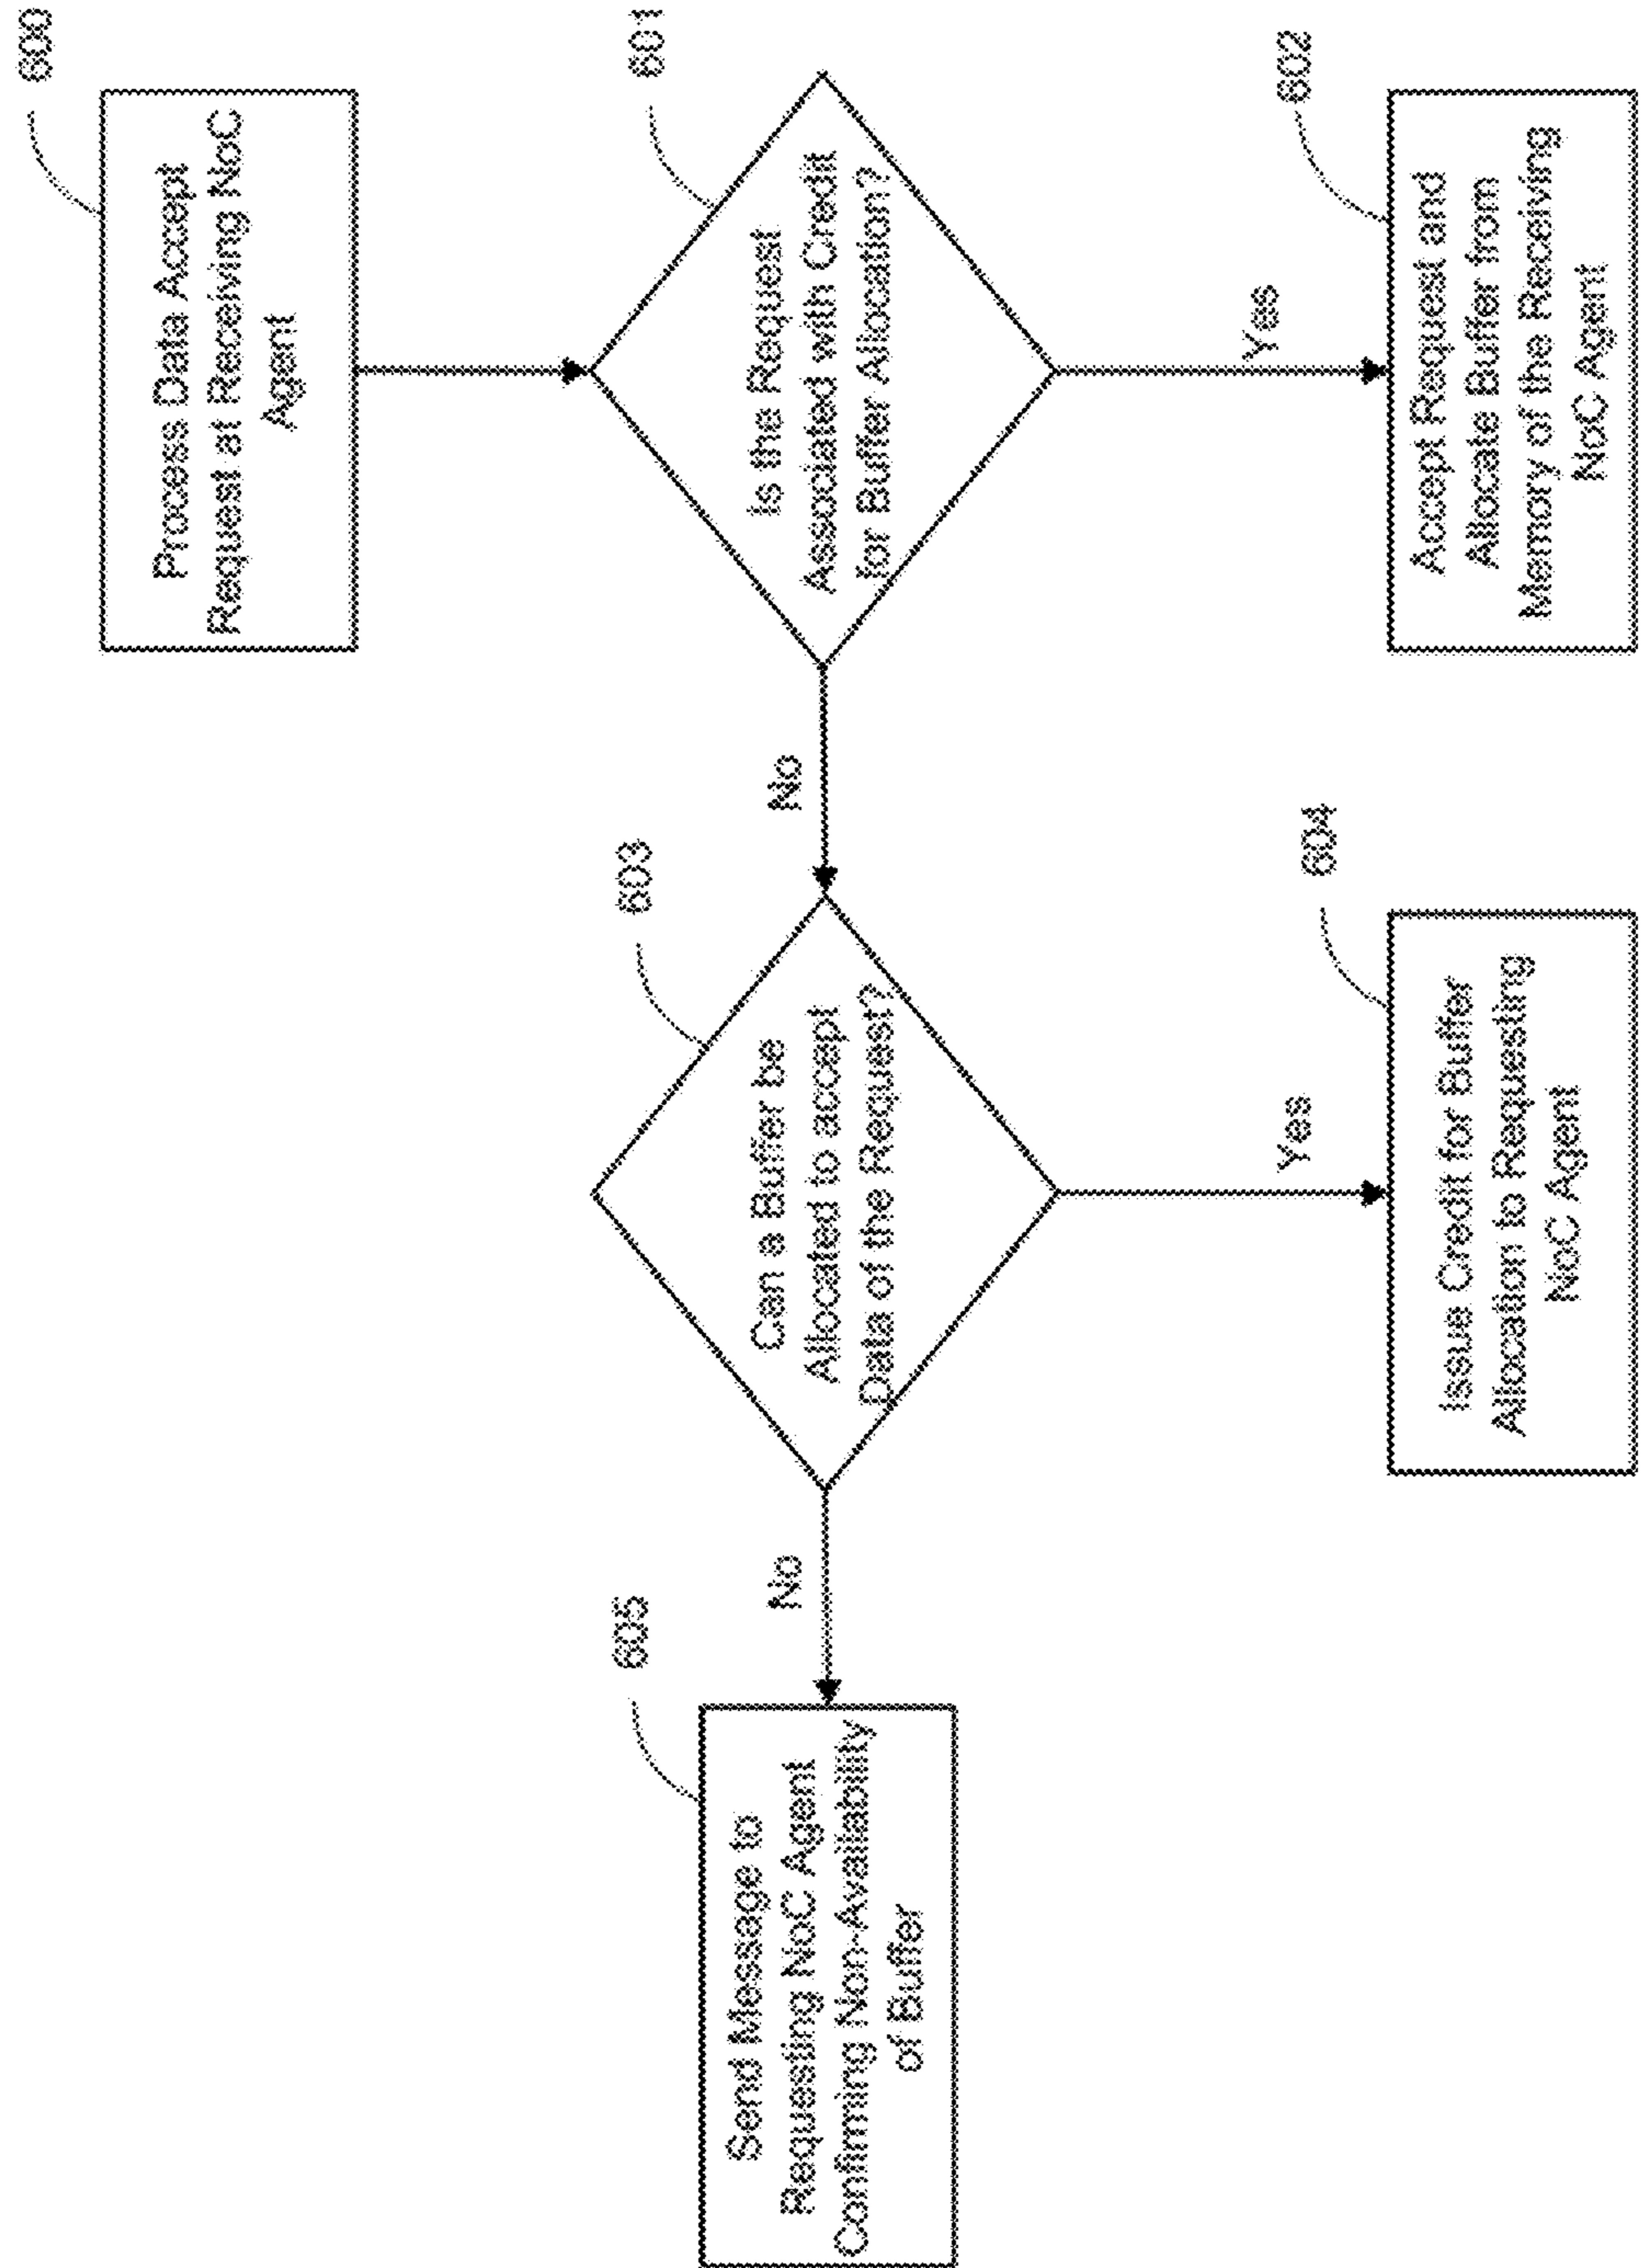 600
Process Data Accept
Request at Receiving NoC
Agent
601
Is the Request
Associated with Credit
for Buffer Allocation?
Yes
602
Accept Request and
Allocate Buffer from
Memory of the Receiving
NoC Agent
No
603
Can a Buffer be
Allocated to accept
Data of the Request?
Yes
604
Issue Credit for Buffer
Allocation to Requesting
NoC Agent
No
605
Send Message to
Requesting NoC Agent
Confirming Non-Availability
of Buffer